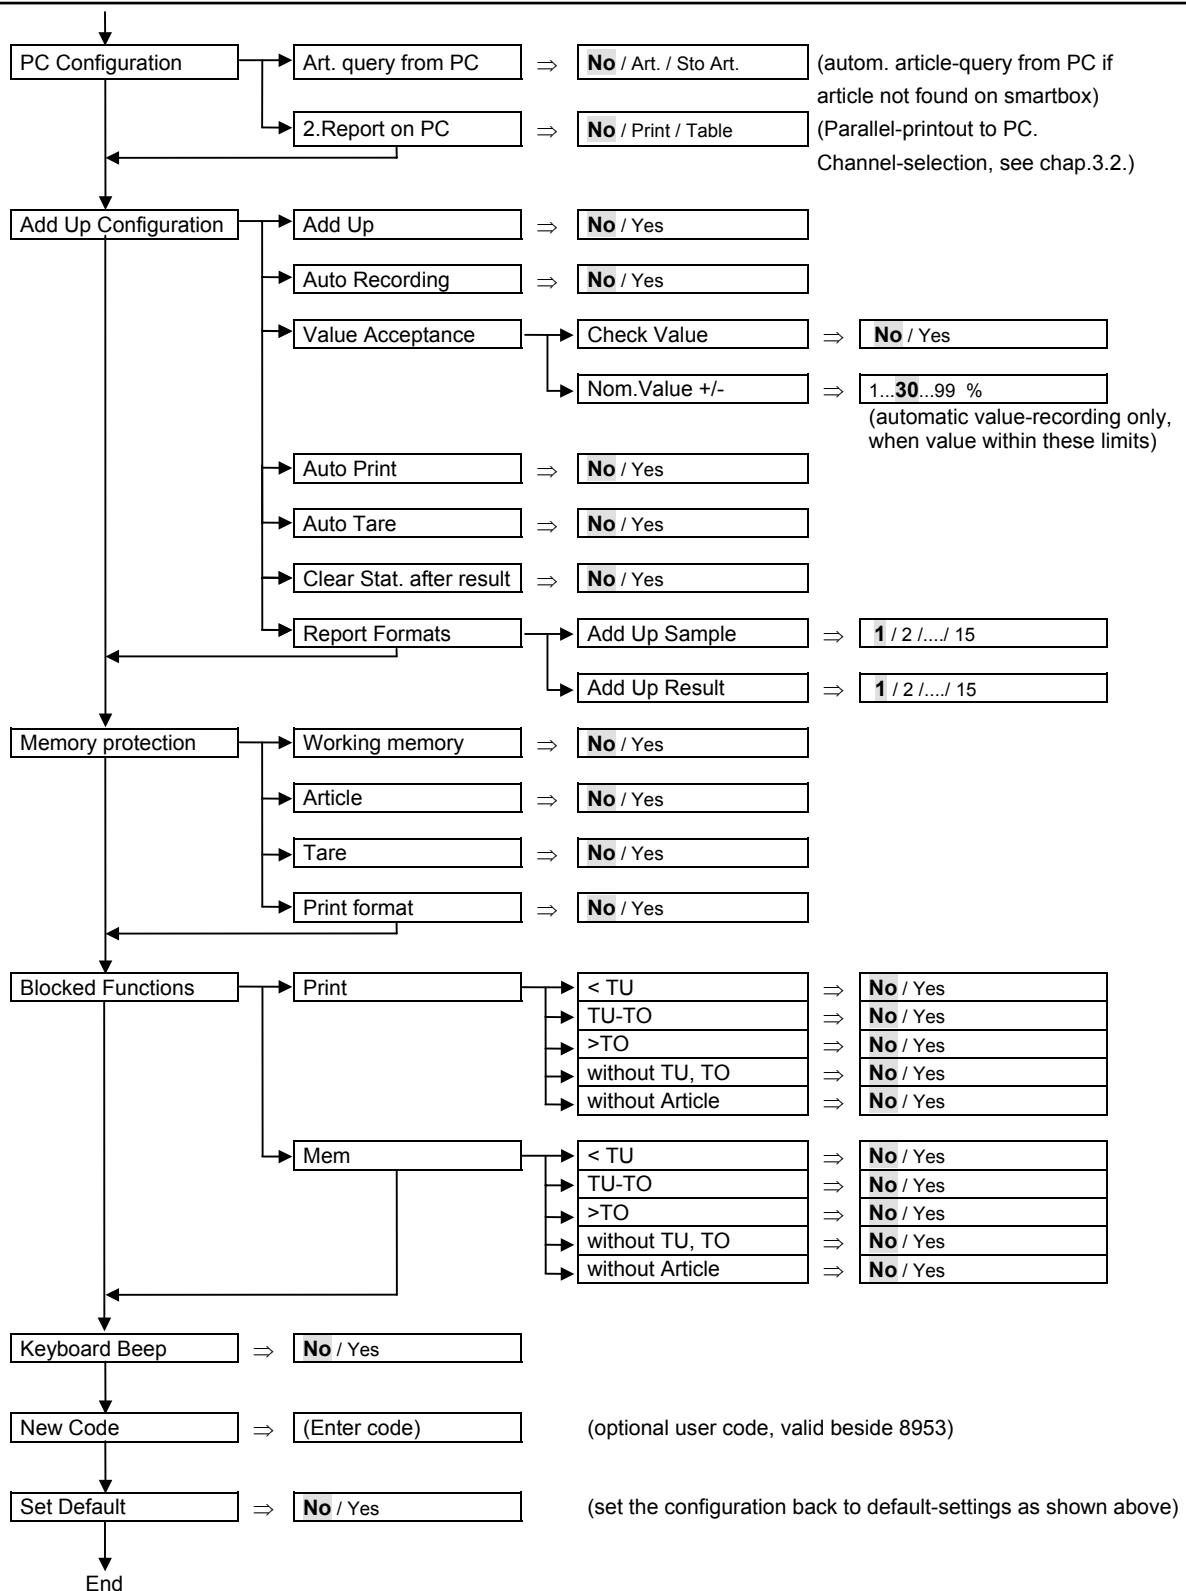 PC Configuration Art. query from PC ⇒ No / Art. / Sto Art. (autom. article-query from PC if
article not found on smartbox)
2.Report on PC ⇒ No / Print / Table (Parallel-printout to PC.
Channel-selection, see chap.3.2.)
Add Up Configuration Add Up ⇒ No / Yes
Auto Recording ⇒ No / Yes
Value Acceptance Check Value ⇒ No / Yes
Nom.Value +/- ⇒ 1...30...99 %
(automatic value-recording only,
when value within these limits)
Auto Print ⇒ No / Yes
Auto Tare ⇒ No / Yes
Clear Stat. after result ⇒ No / Yes
Report Formats Add Up Sample ⇒ 1 / 2 /..../ 15
Add Up Result ⇒ 1 / 2 /..../ 15
Memory protection Working memory ⇒ No / Yes
Article ⇒ No / Yes
Tare ⇒ No / Yes
Print format ⇒ No / Yes
Blocked Functions Print < TU ⇒ No / Yes
TU-TO ⇒ No / Yes
>TO ⇒ No / Yes
without TU, TO ⇒ No / Yes
without Article ⇒ No / Yes
Mem < TU ⇒ No / Yes
TU-TO ⇒ No / Yes
>TO ⇒ No / Yes
without TU, TO ⇒ No / Yes
without Article ⇒ No / Yes
Keyboard Beep ⇒ No / Yes
New Code ⇒ (Enter code) (optional user code, valid beside 8953)
Set Default ⇒ No / Yes (set the configuration back to default-settings as shown above)
End